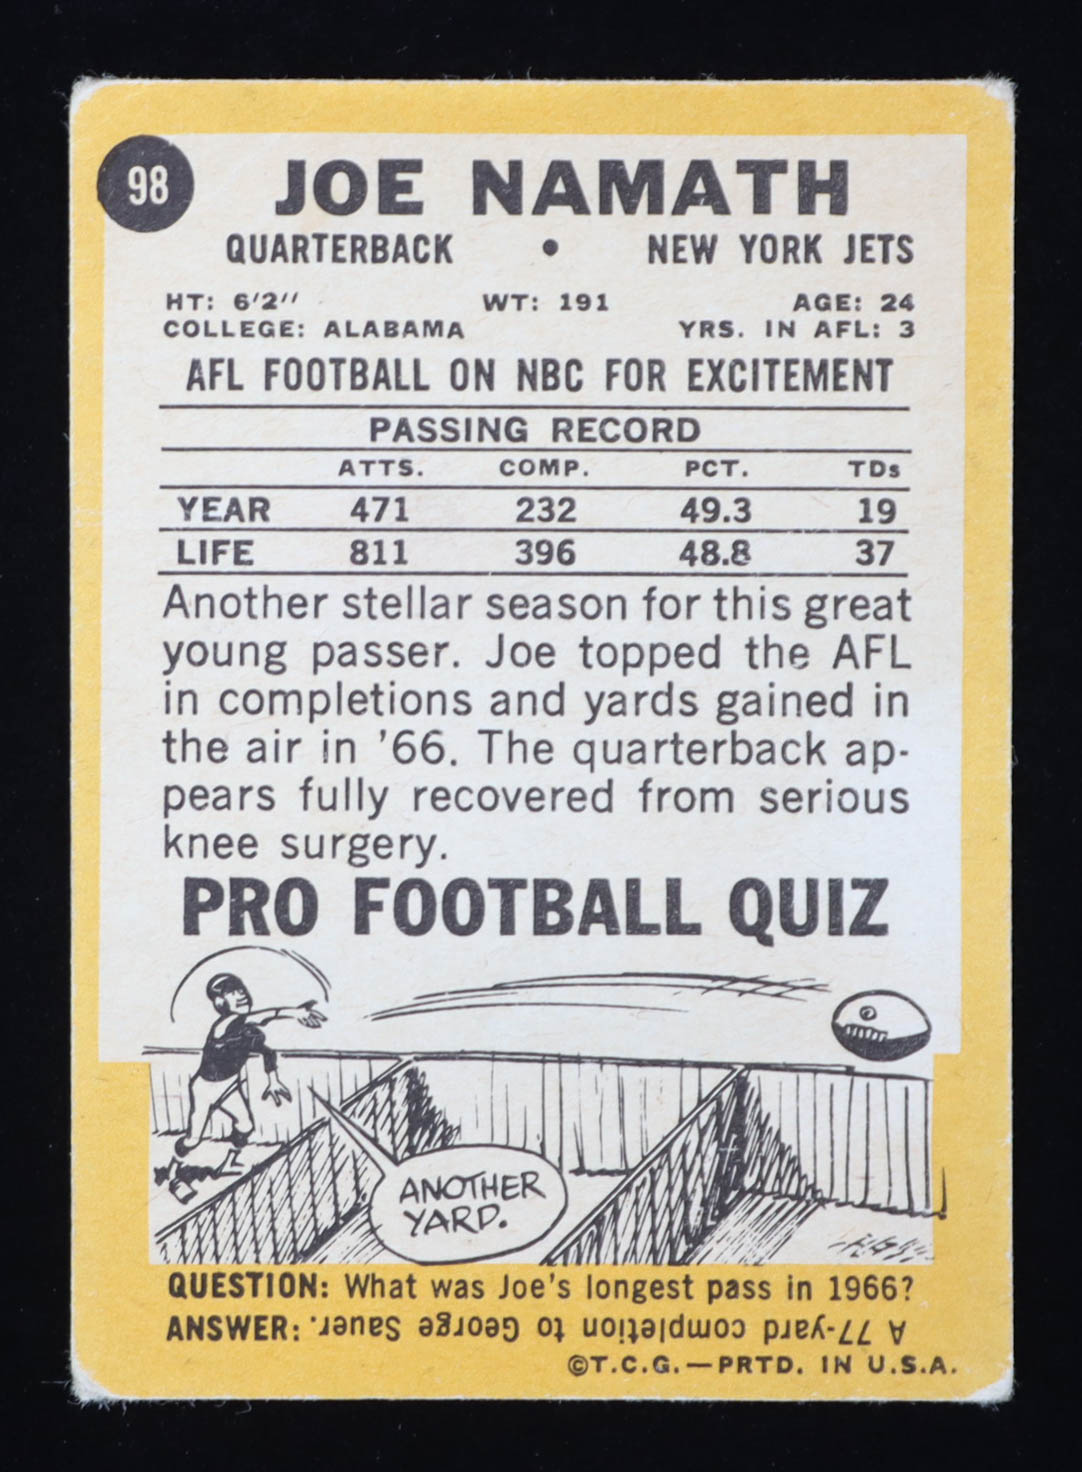 98
JOE NAMATH
QUARTERBACK • NEW YORK JETS
HT: 6'2'' WT: 191 AGE: 24
COLLEGE: ALABAMA YRS. IN AFL: 3
AFL FOOTBALL ON NBC FOR EXCITEMENT
PASSING RECORD
ATTS. COMP. PCT. TDs
YEAR 471 232 49.3 19
LIFE 811 396 48.8 37
Another stellar season for this great
young passer. Joe topped the AFL
in completions and yards gained in
the air in '66. The quarterback ap-
pears fully recovered from serious
knee surgery.
PRO FOOTBALL QUIZ
ANOTHER
YARD.
QUESTION: What was Joe's longest pass in 1966?
ANSWER: A 77-yard completion to George Sauer.
©T.C.G.—PRTD. IN U.S.A.